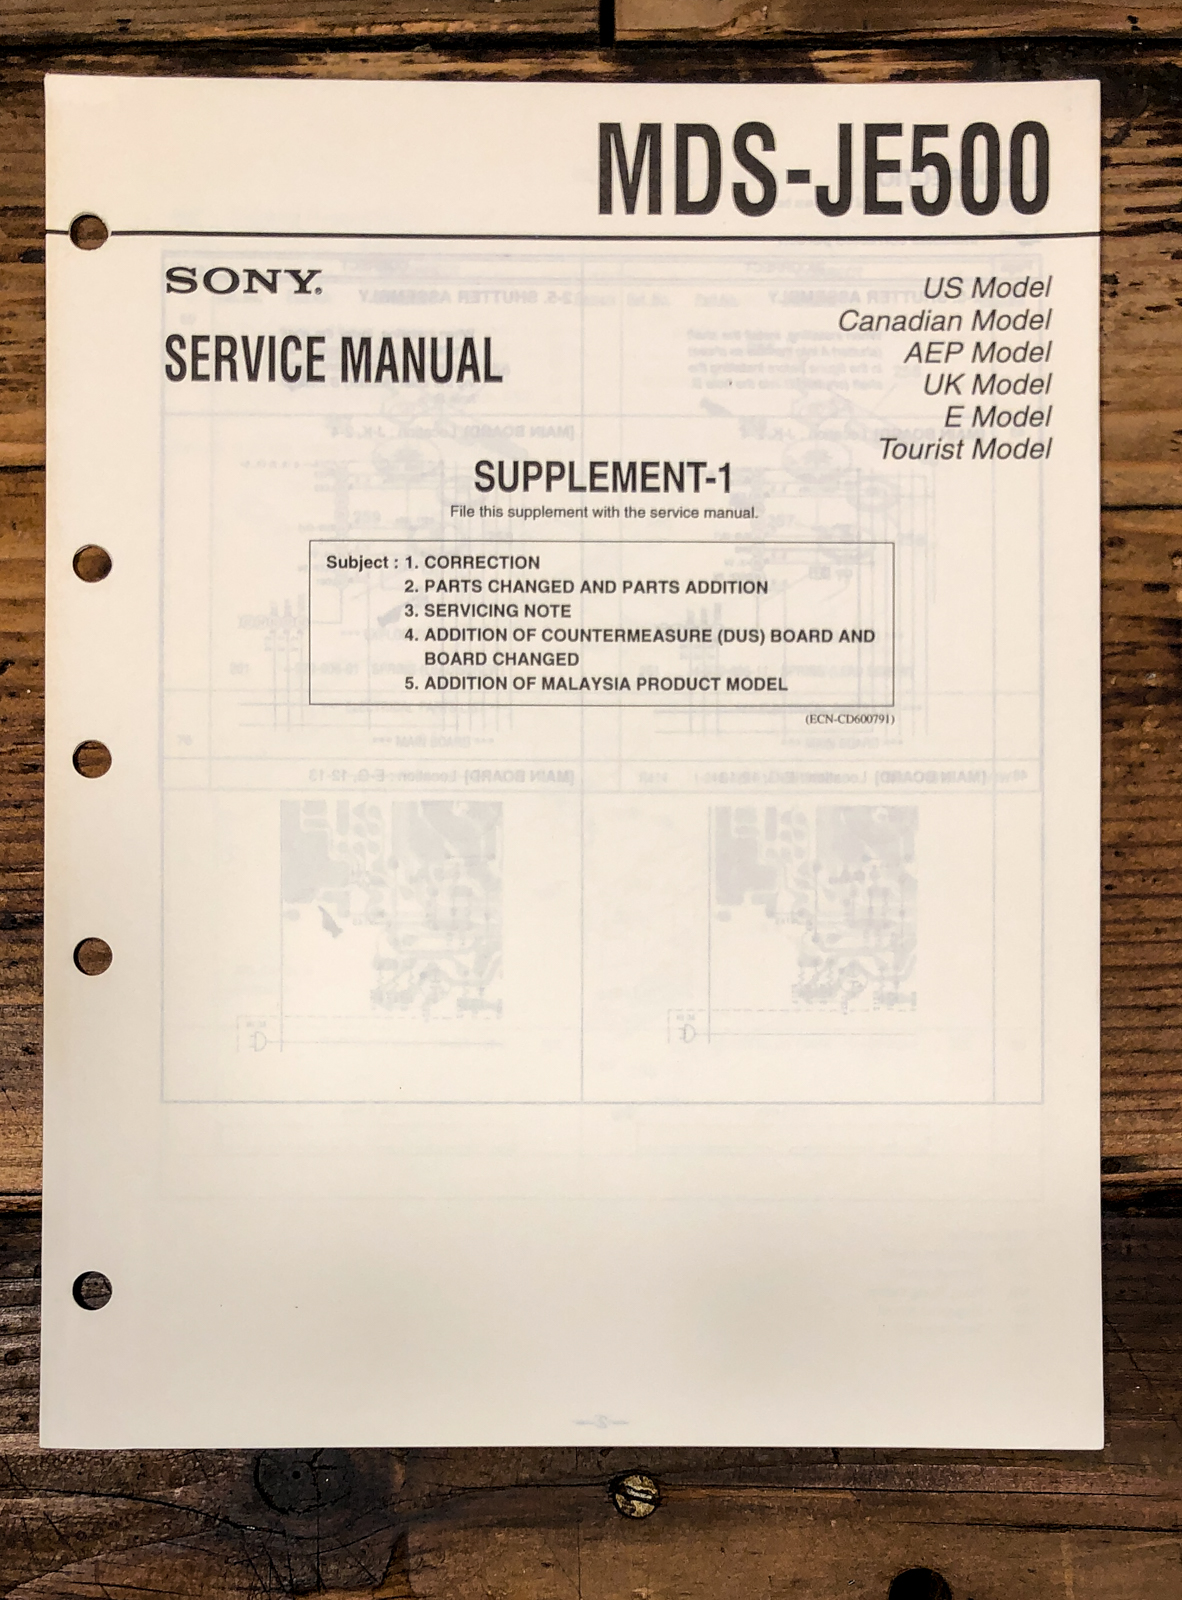 MDS-JE500
SONY®
SERVICE MANUAL
US Model
Canadian Model
AEP Model
UK Model
E Model
Tourist Model
SUPPLEMENT-1
File this supplement with the service manual.
Subject : 1. CORRECTION
2. PARTS CHANGED AND PARTS ADDITION
3. SERVICING NOTE
4. ADDITION OF COUNTERMEASURE (DUS) BOARD AND
BOARD CHANGED
5. ADDITION OF MALAYSIA PRODUCT MODEL
(ECN-CD600791)